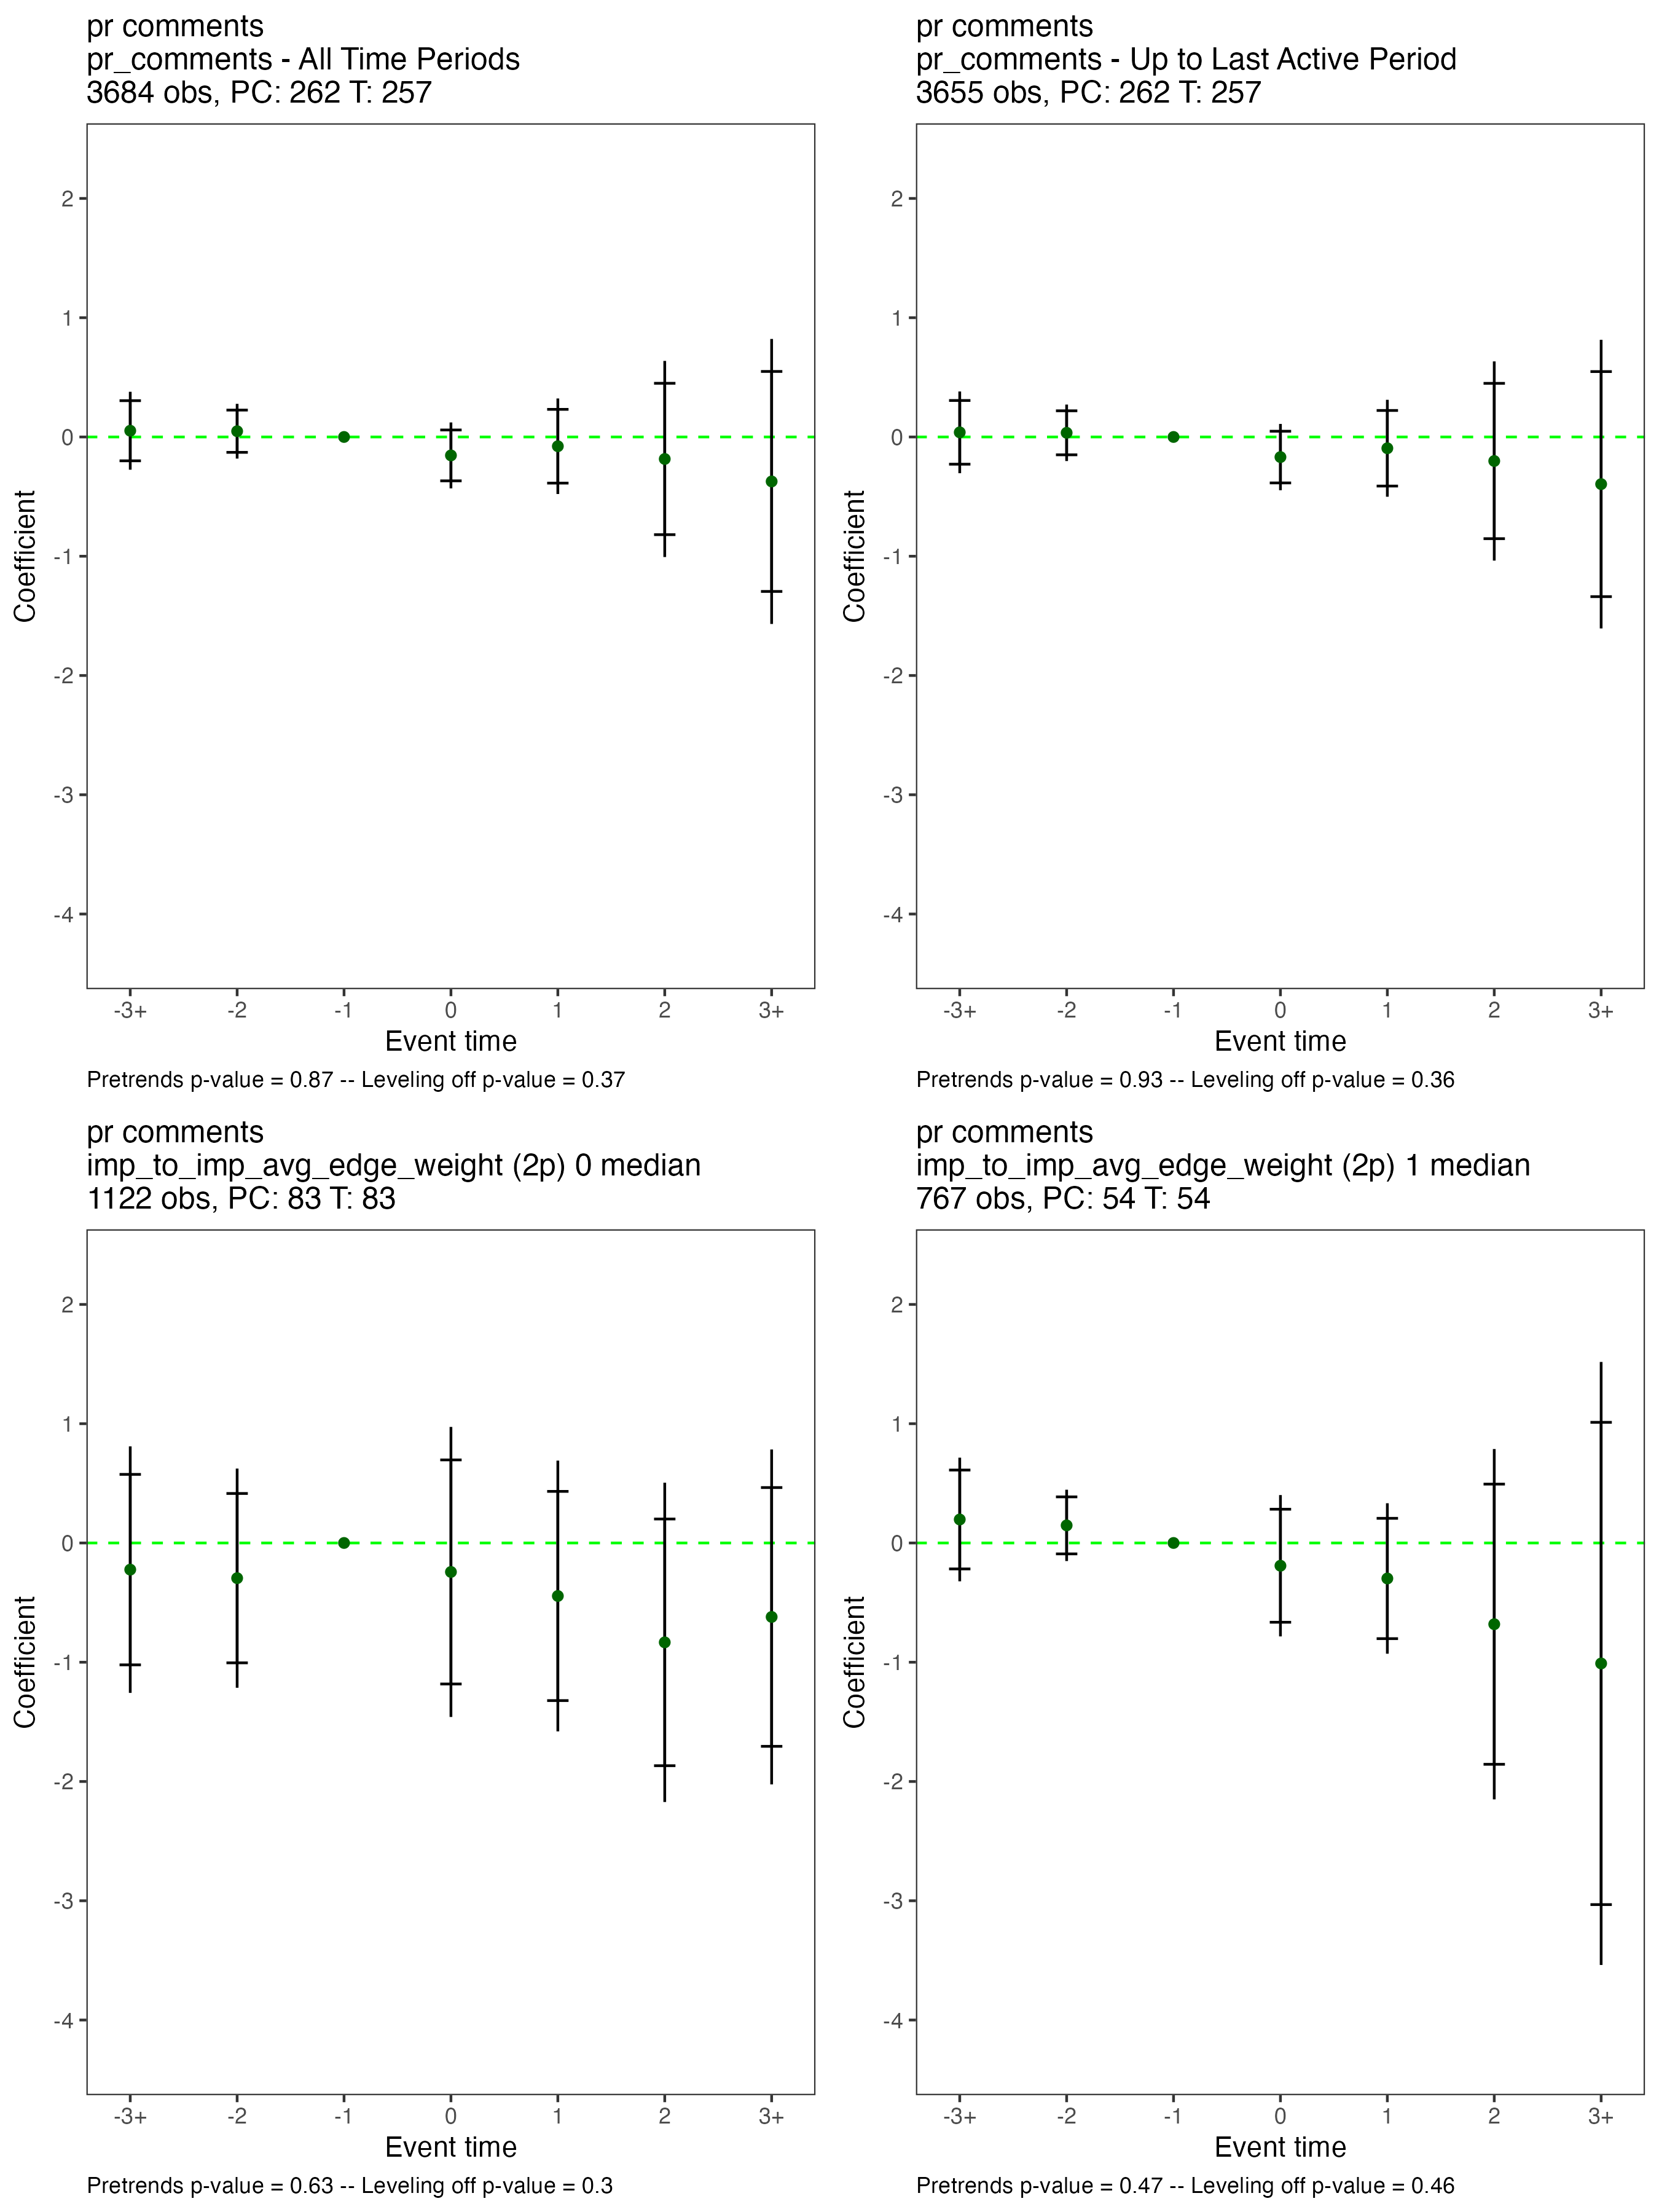 pr comments
pr_comments - All Time Periods
3684 obs, PC: 262 T: 257
2
1
0
-1
-2
-3
-4
Coefficient
-3+ -2 -1 0 1 2 3+
Event time
Pretrends p-value = 0.87 -- Leveling off p-value = 0.37
pr comments
pr_comments - Up to Last Active Period
3655 obs, PC: 262 T: 257
2
1
0
-1
-2
-3
-4
Coefficient
-3+ -2 -1 0 1 2 3+
Event time
Pretrends p-value = 0.93 -- Leveling off p-value = 0.36
pr comments
imp_to_imp_avg_edge_weight (2p) 0 median
1122 obs, PC: 83 T: 83
2
1
0
-1
-2
-3
-4
Coefficient
-3+ -2 -1 0 1 2 3+
Event time
Pretrends p-value = 0.63 -- Leveling off p-value = 0.3
pr comments
imp_to_imp_avg_edge_weight (2p) 1 median
767 obs, PC: 54 T: 54
2
1
0
-1
-2
-3
-4
Coefficient
-3+ -2 -1 0 1 2 3+
Event time
Pretrends p-value = 0.47 -- Leveling off p-value = 0.46